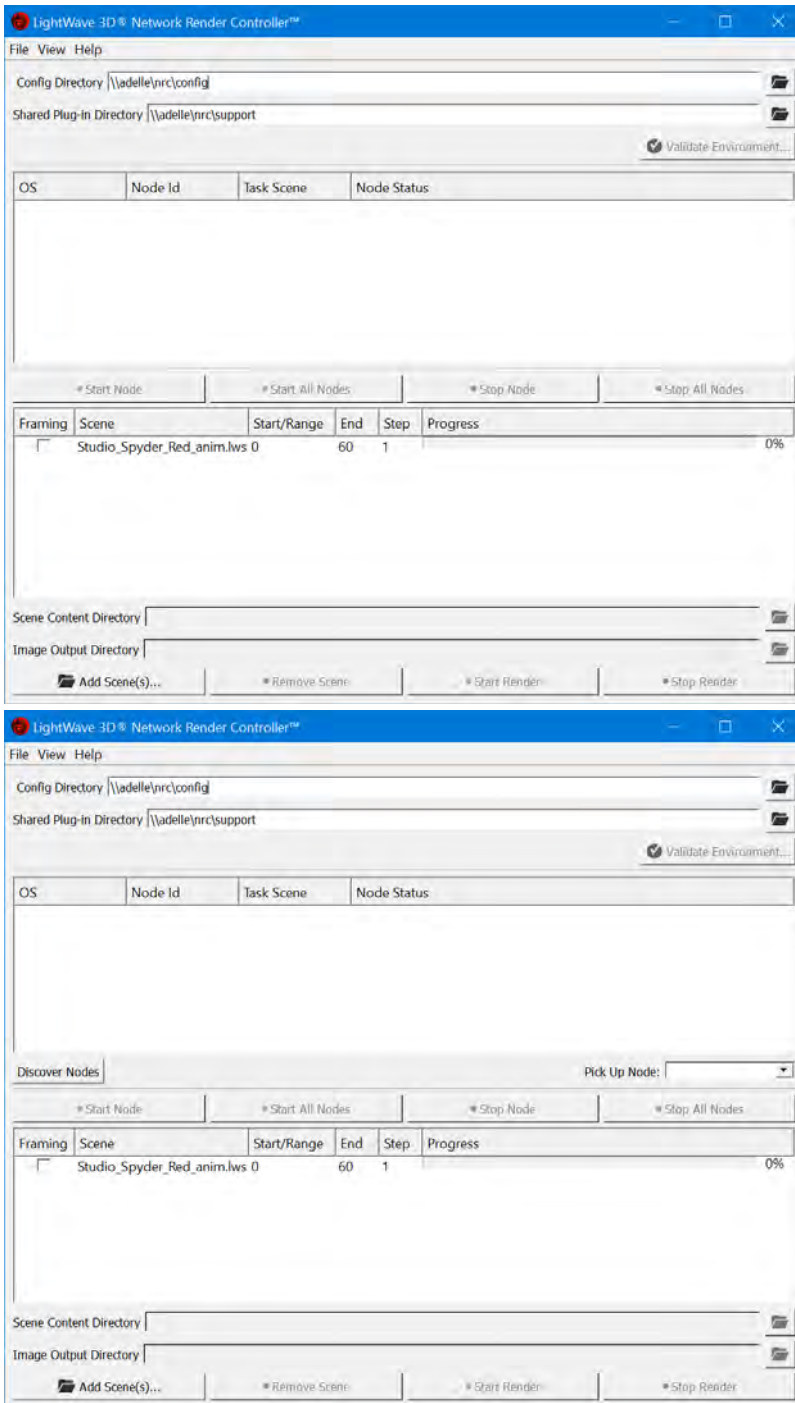 LightWave 3D® Network Render Controller™
File View Help
Config Directory \\adelle\nrc\config
Shared Plug-in Directory \\adelle\nrc\support
Validate Environment...
OS Node Id Task Scene Node Status
Start Node Start All Nodes Stop Node Stop All Nodes
Framing Scene Start/Range End Step Progress
Studio_Spyder_Red_anim.lws 0 60 1 0%
Scene Content Directory
Image Output Directory
Add Scene(s)... Remove Scene Start Render Stop Render
LightWave 3D® Network Render Controller™
File View Help
Config Directory \\adelle\nrc\config
Shared Plug-in Directory \\adelle\nrc\support
Validate Environment...
OS Node Id Task Scene Node Status
Discover Nodes Pick Up Node:
Start Node Start All Nodes Stop Node Stop All Nodes
Framing Scene Start/Range End Step Progress
Studio_Spyder_Red_anim.lws 0 60 1 0%
Scene Content Directory
Image Output Directory
Add Scene(s)... Remove Scene Start Render Stop Render